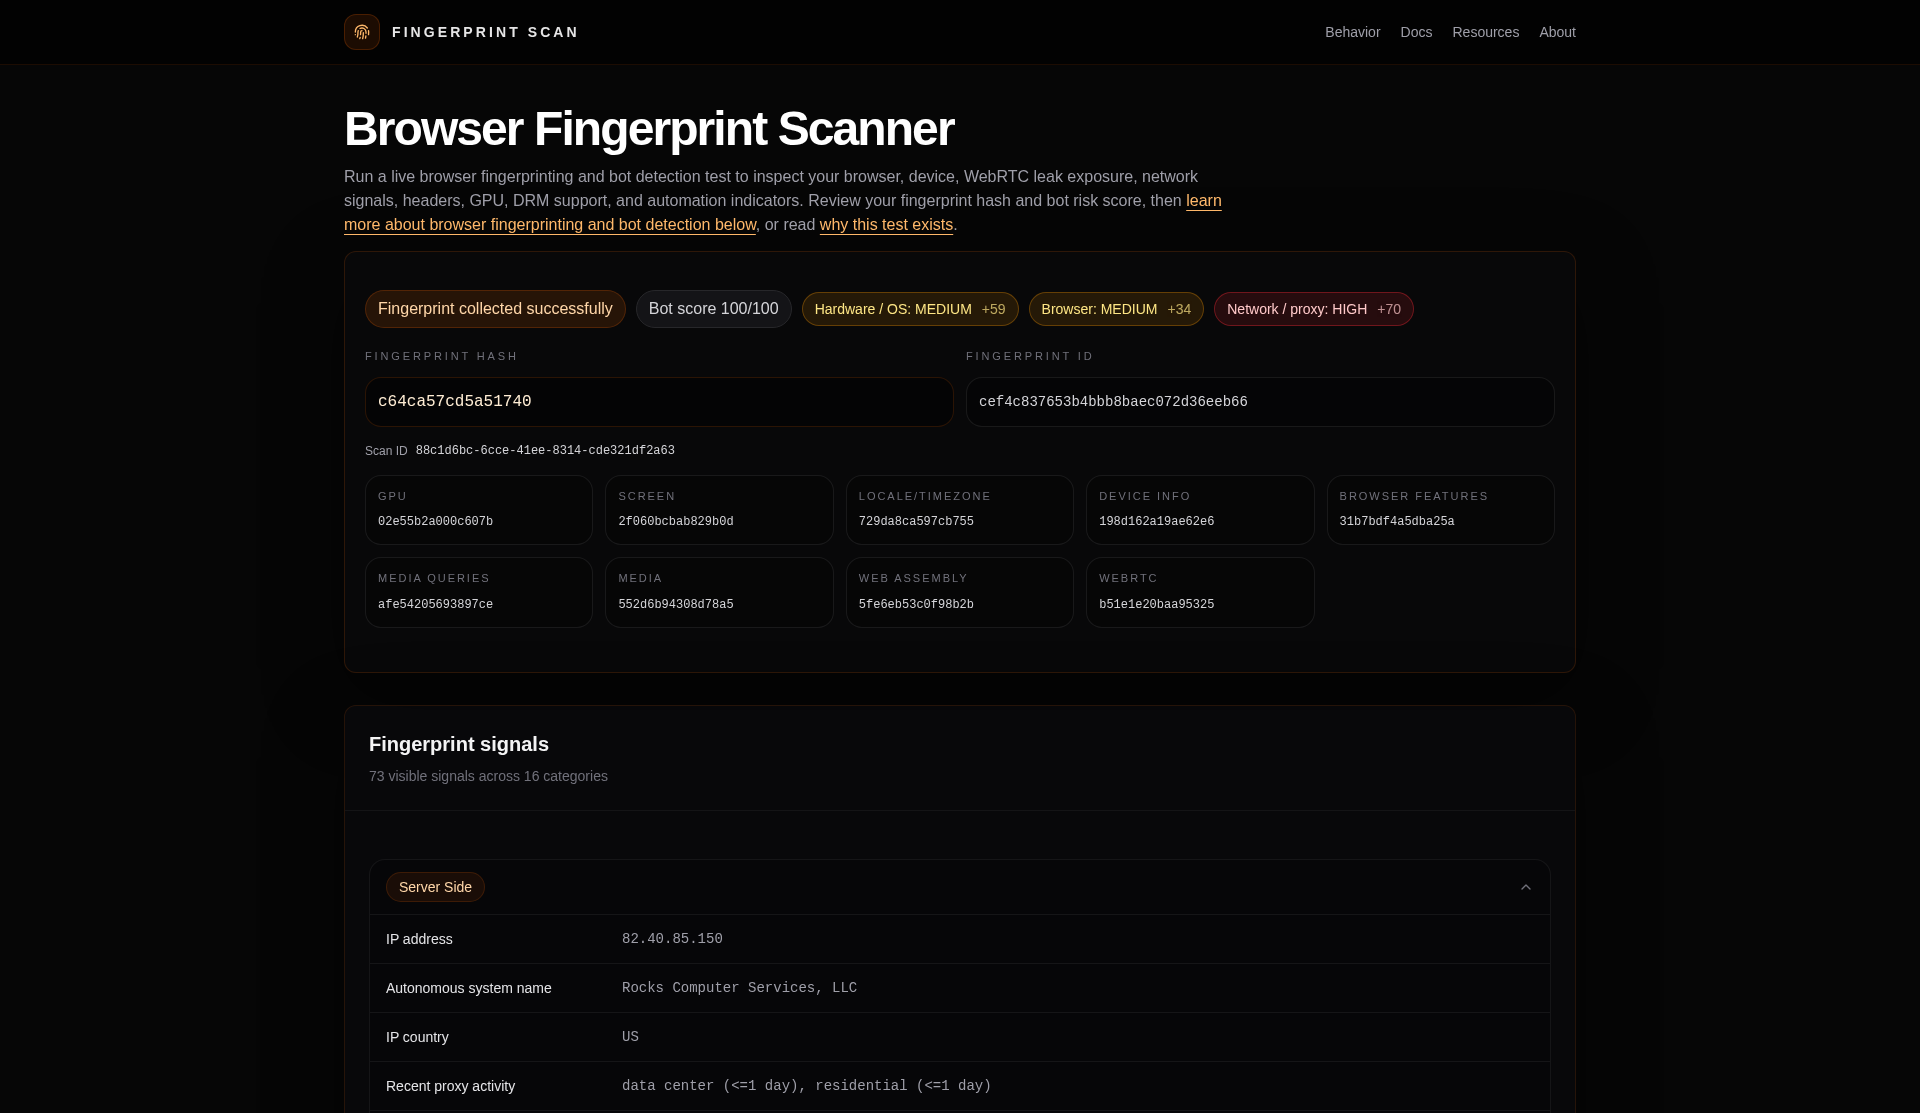 FINGERPRINT SCAN
Behavior Docs Resources About
Browser Fingerprint Scanner
Run a live browser fingerprinting and bot detection test to inspect your browser, device, WebRTC leak exposure, network
signals, headers, GPU, DRM support, and automation indicators. Review your fingerprint hash and bot risk score, then learn
more about browser fingerprinting and bot detection below, or read why this test exists.
Fingerprint collected successfully Bot score 100/100 Hardware / OS: MEDIUM +59 Browser: MEDIUM +34 Network / proxy: HIGH +70
FINGERPRINT HASH FINGERPRINT ID
c64ca57cd5a51740 cef4c837653b4bbb8baec072d36eeb66
Scan ID 88c1d6bc-6cce-41ee-8314-cde321df2a63
GPU SCREEN LOCALE/TIMEZONE DEVICE INFO BROWSER FEATURES
02e55b2a000c607b 2f060bcbab829b0d 729da8ca597cb755 198d162a19ae62e6 31b7bdf4a5dba25a
MEDIA QUERIES MEDIA WEB ASSEMBLY WEBRTC
afe54205693897ce 552d6b94308d78a5 5fe6eb53c0f98b2b b51e1e20baa95325
Fingerprint signals
73 visible signals across 16 categories
Server Side
IP address 82.40.85.150
Autonomous system name Rocks Computer Services, LLC
IP country US
Recent proxy activity data center (<=1 day), residential (<=1 day)